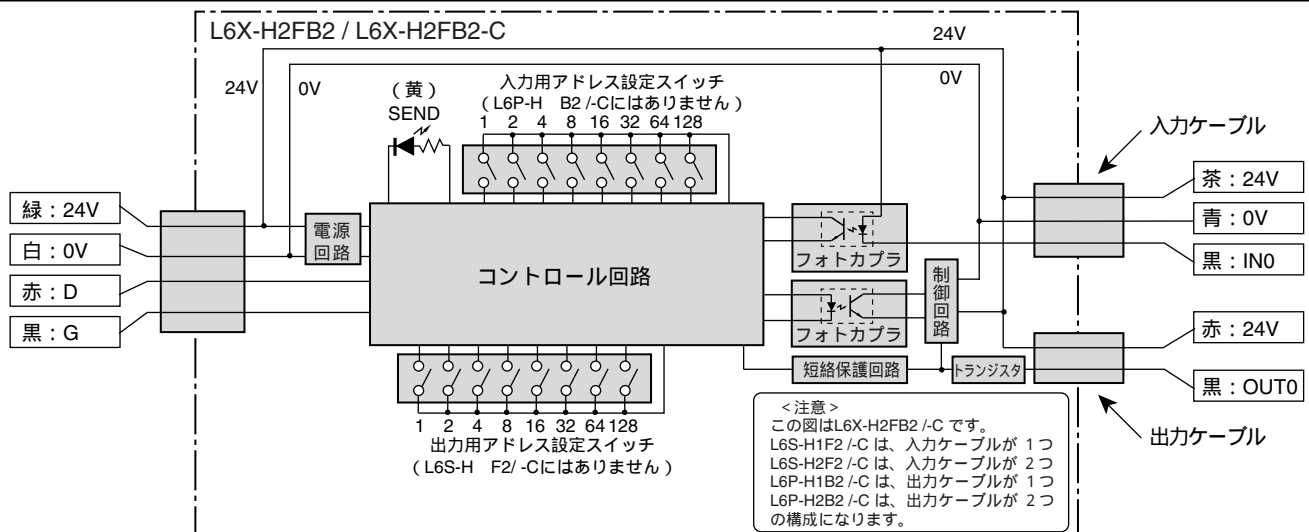 L6X-H2FB2 / L6X-H2FB2-C
24V
0V
24V
0V
(黄)
SEND
入力用アドレス設定スイッチ
(L6P-H B2 /-Cにはありません)
1 2 4 8 16 32 64 128
入力ケーブル
緑:24V
白:0V
赤:D
黒:G
電源
回路
コントロール回路
フォトカプラ
フォトカプラ
制御回路
短絡保護回路
トランジスタ
茶:24V
青:0V
黒:IN0
赤:24V
黒:OUT0
出力ケーブル
1 2 4 8 16 32 64 128
出力用アドレス設定スイッチ
(L6S-H F2/ -Cにはありません)
<注意>
この図はL6X-H2FB2 /-C です。
L6S-H1F2 /-C は、入力ケーブルが 1つ
L6S-H2F2 /-C は、入力ケーブルが 2つ
L6P-H1B2 /-C は、出力ケーブルが 1つ
L6P-H2B2 /-C は、出力ケーブルが 2つ
の構成になります。